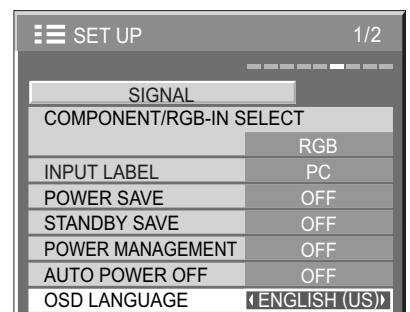 SET UP 1/2
SIGNAL
COMPONENT/RGB-IN SELECT
RGB
INPUT LABEL PC
POWER SAVE OFF
STANDBY SAVE OFF
POWER MANAGEMENT OFF
AUTO POWER OFF OFF
OSD LANGUAGE ENGLISH (US)